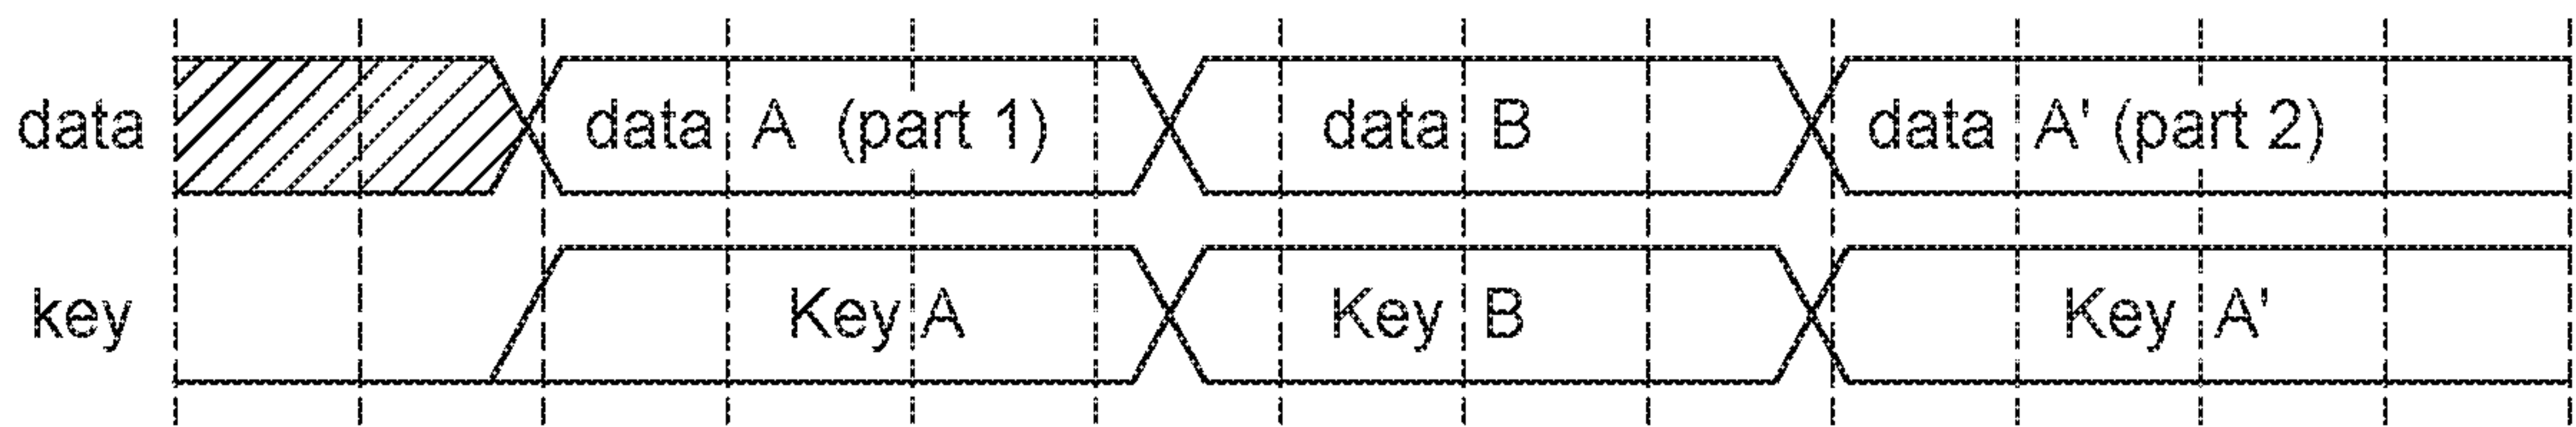 data data A (part 1) data B data A' (part 2)
key Key A Key B Key A'